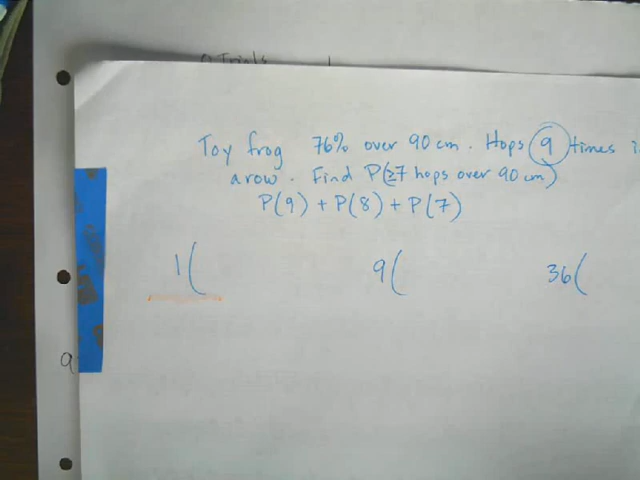 Toy frog 76% over 90 cm. Hops 9 times i
a row. Find P(≥7 hops over 90 cm)
P(9) + P(8) + P(7)
1( 9( 36(
9